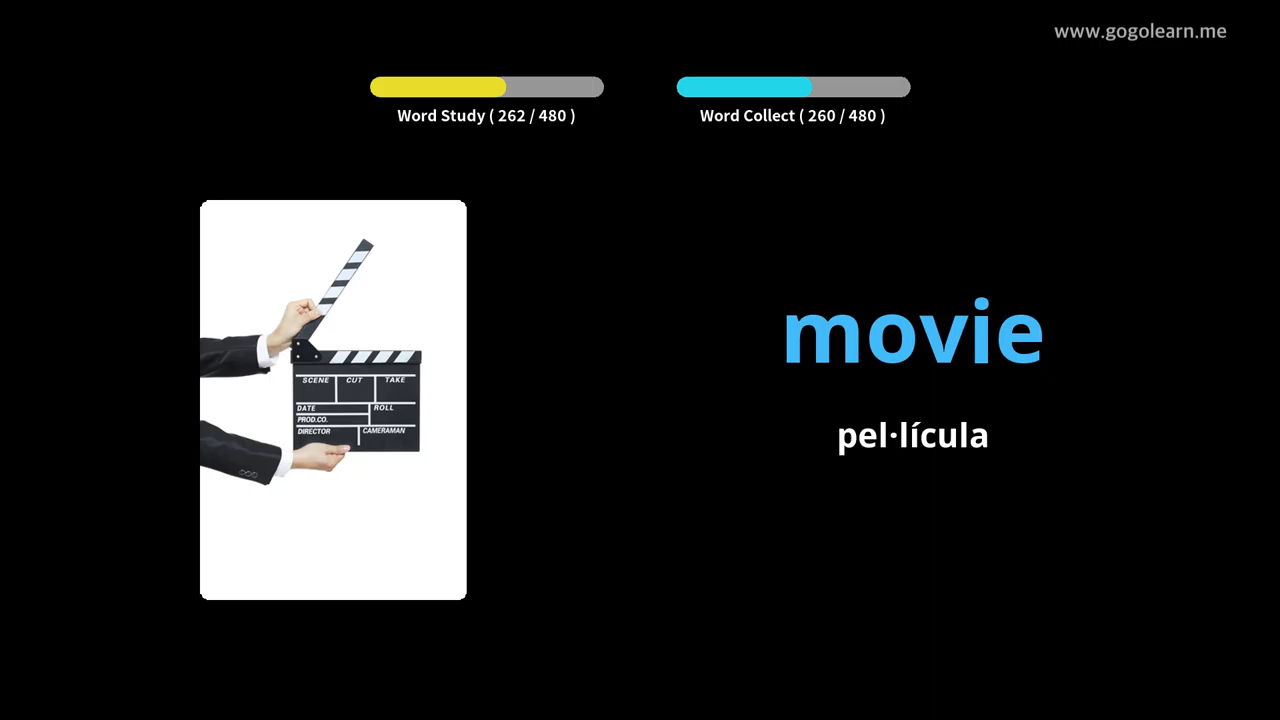 www.gogolearn.me
Word Study ( 262 / 480 )
Word Collect ( 260 / 480 )
SCENE CUT TAKE
DATE ROLL
PROD.CO.
DIRECTOR CAMERAMAN
movie
pel·lícula